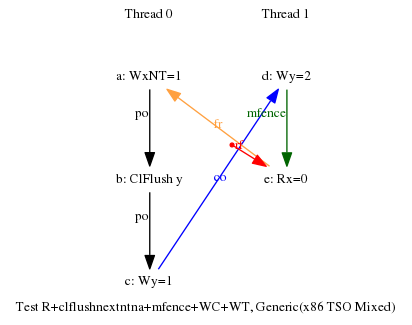 Thread 0 Thread 1
a: WxNT=1 d: Wy=2
po mfence
fr
rf
b: ClFlush y e: Rx=0
co
po
c: Wy=1
Test R+clflushnextntna+mfence+WC+WT, Generic(x86 TSO Mixed)